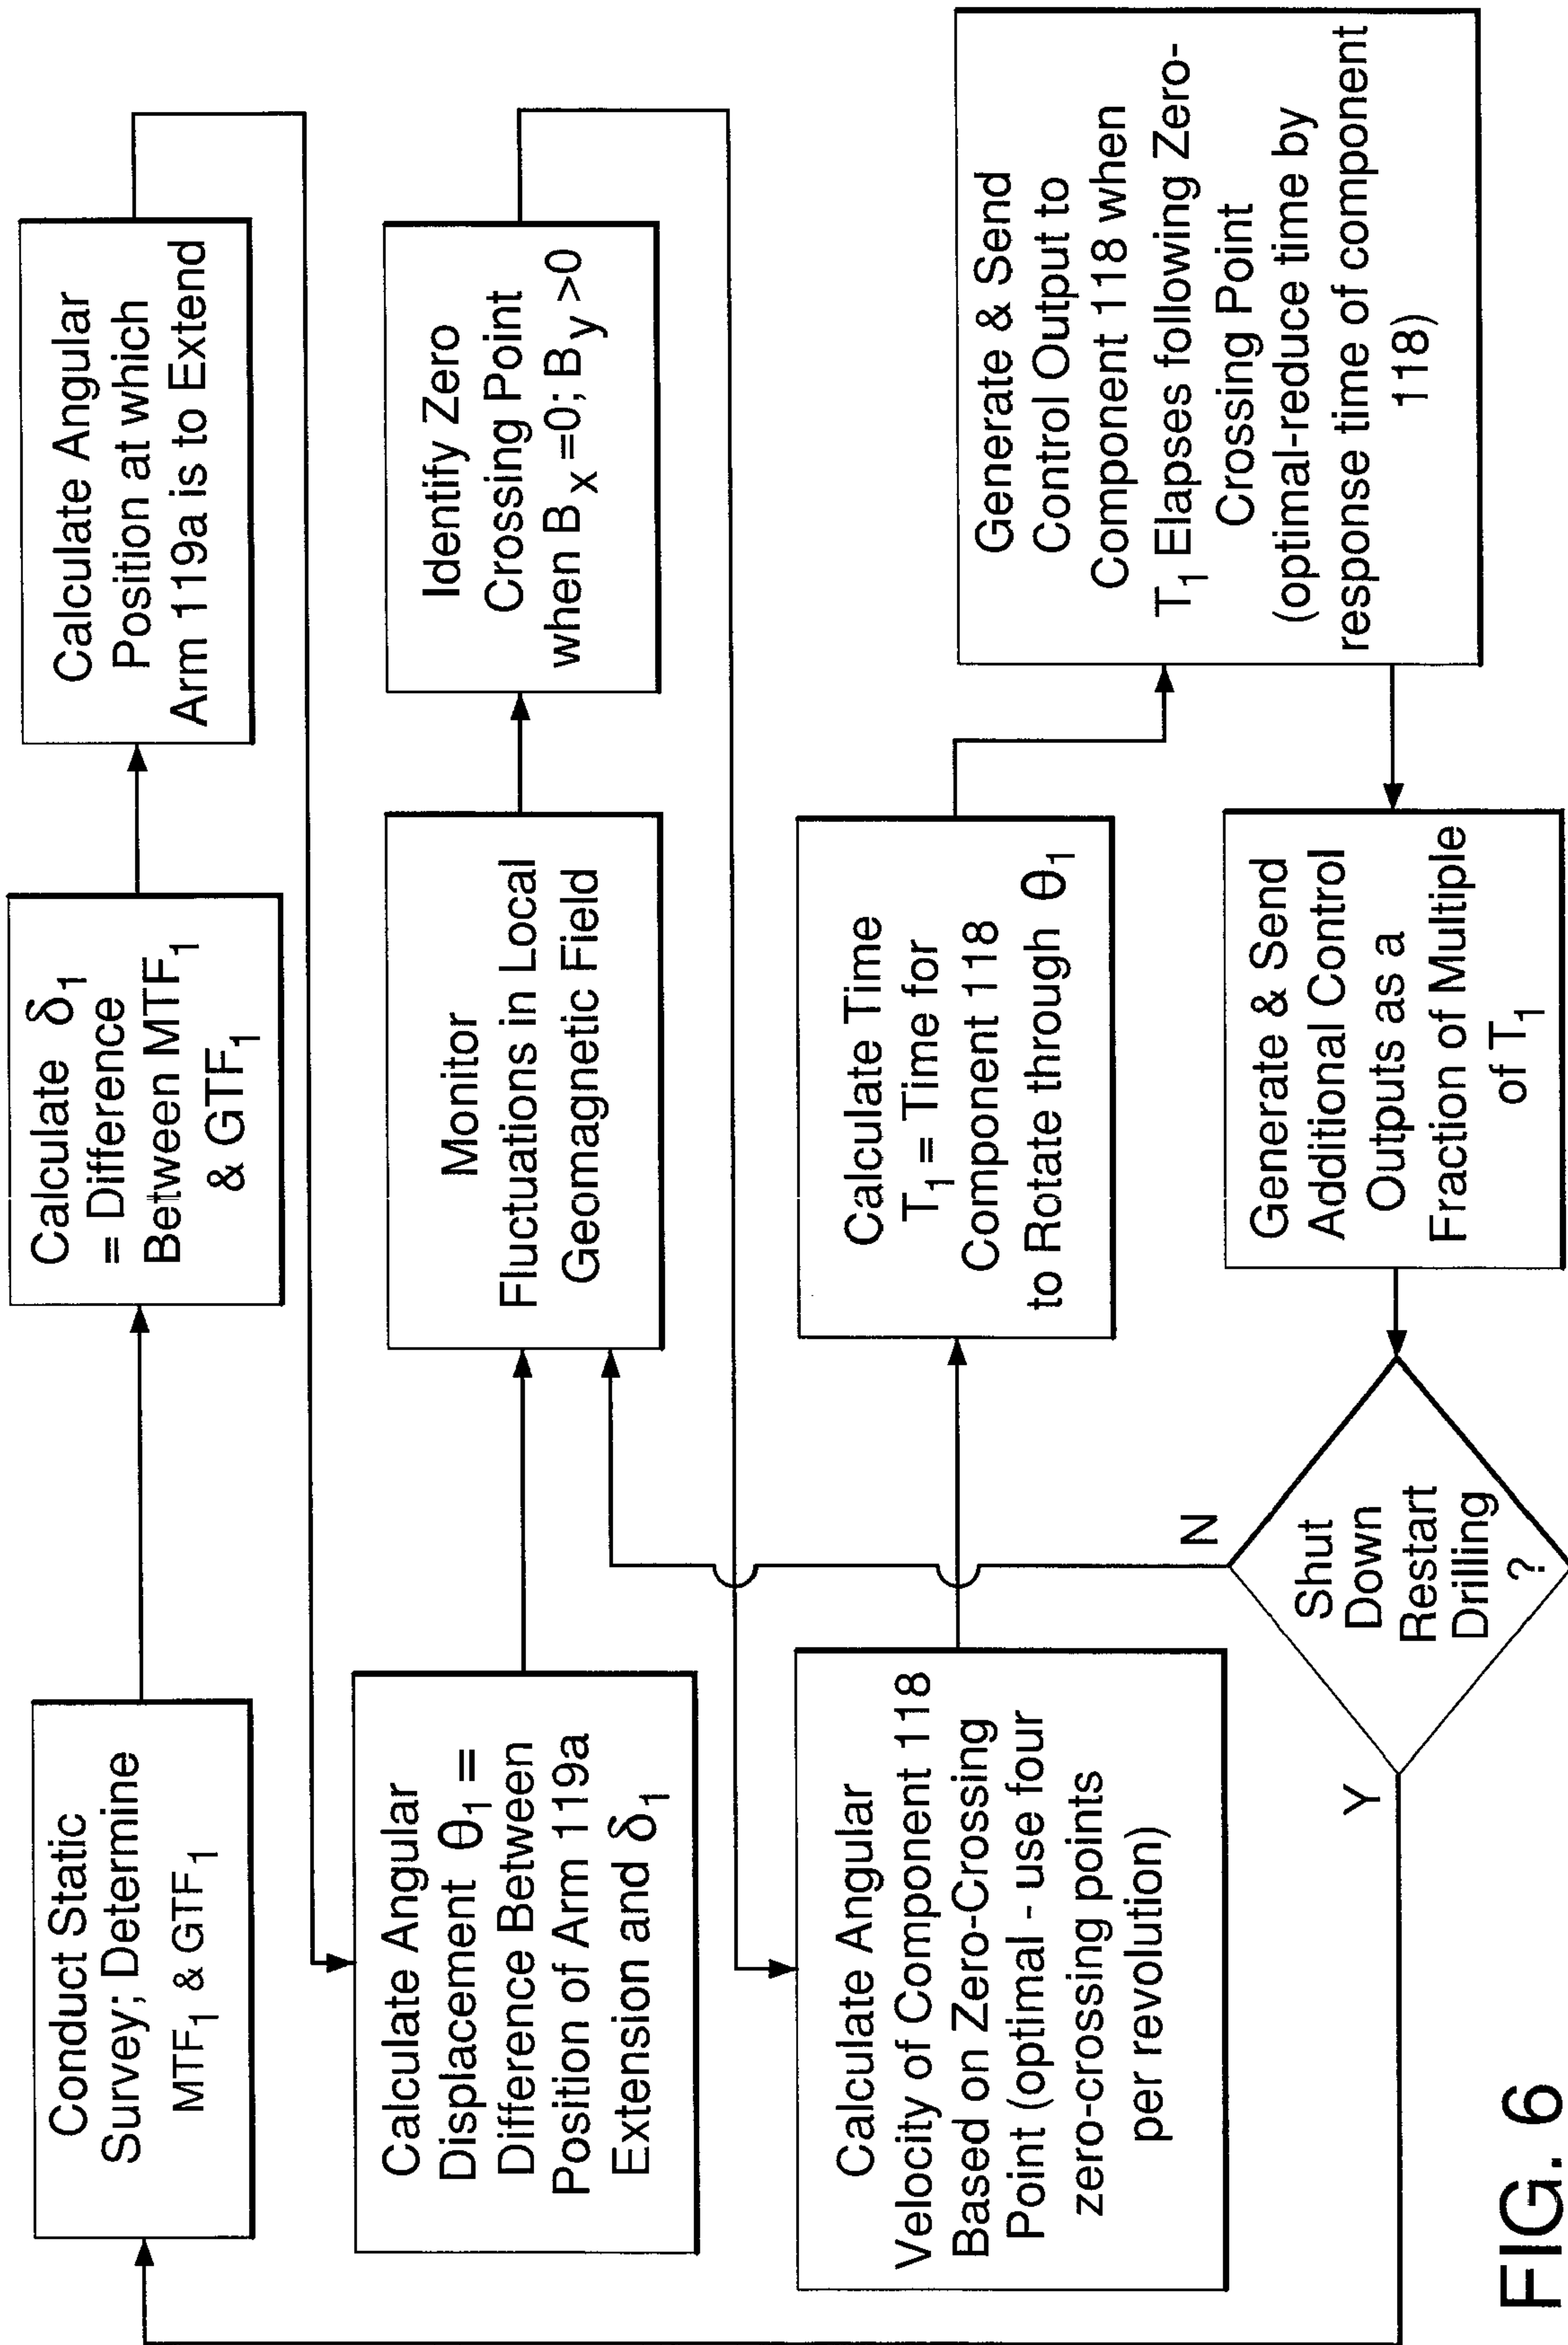 Conduct Static
Survey; Determine
MTF1 & GTF1
Calculate δ1
= Difference
Between MTF1
& GTF1
Calculate Angular
Position at which
Arm 119a is to Extend
Calculate Angular
Displacement θ1 =
Difference Between
Position of Arm 119a
Extension and δ1
Monitor
Fluctuations in Local
Geomagnetic Field
Identify Zero
Crossing Point
when Bx =0; By >0
Calculate Angular
Velocity of Component 118
Based on Zero-Crossing
Point (optimal - use four
zero-crossing points
per revolution)
Calculate Time
T1 = Time for
Component 118
to Rotate through θ1
Generate & Send
Control Output to
Component 118 when
T1 Elapses following Zero-
Crossing Point
(optimal-reduce time by
response time of component
118)
Generate & Send
Additional Control
Outputs as a
Fraction of Multiple
of T1
Shut
Down
Restart
Drilling
?
N
Y
FIG. 6